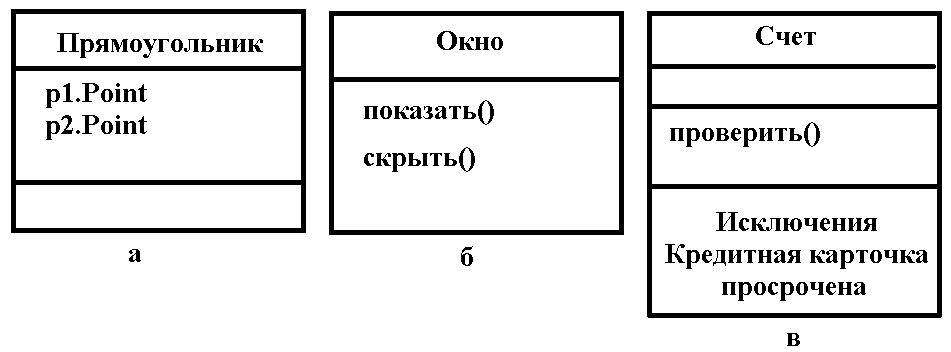 Прямоугольник
p1.Point
p2.Point
а
Окно
показать()
скрыть()
б
Счет
проверить()
Исключения
Кредитная карточка
просрочена
в